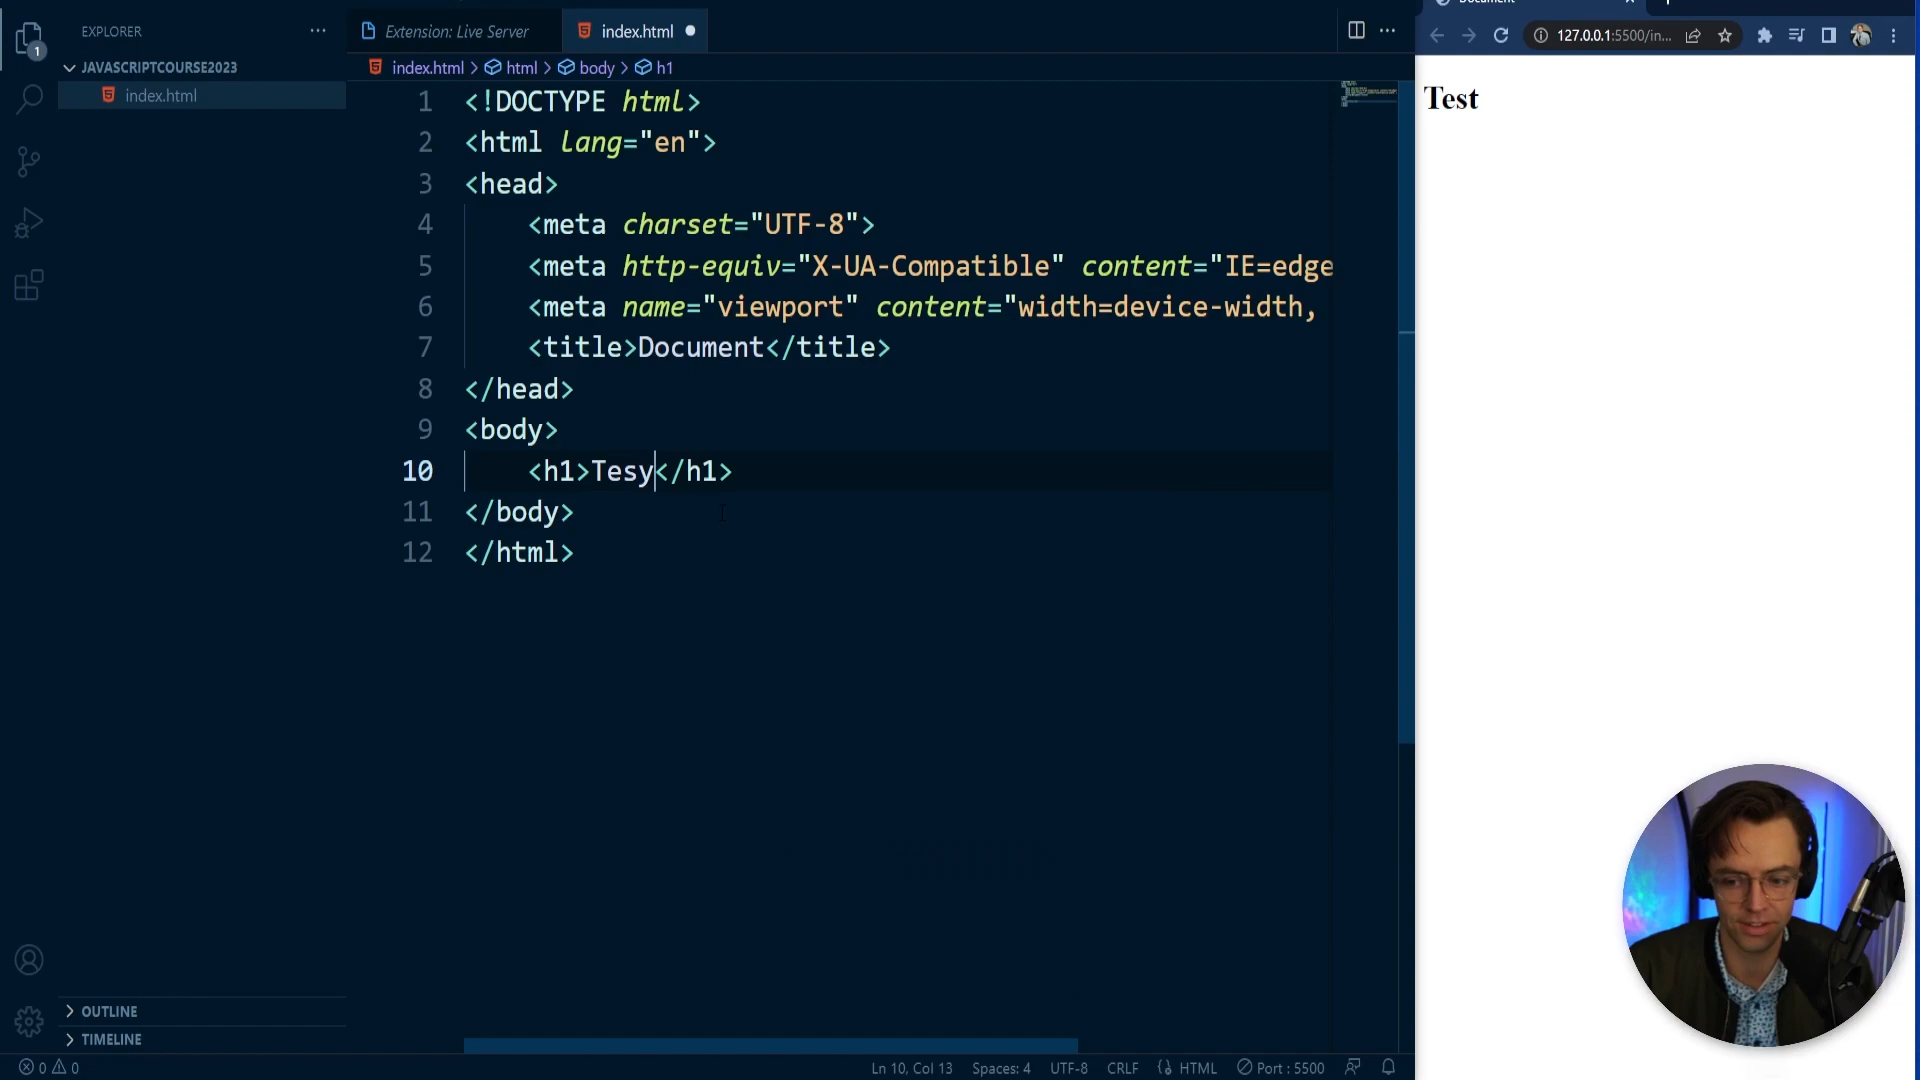 EXPLORER
JAVASCRIPTCOURSE2023
index.html
1
OUTLINE
TIMELINE
Extension: Live Server
index.html
index.html > html > body > h1
1 <!DOCTYPE html>
2 <html lang="en">
3 <head>
4 <meta charset="UTF-8">
5 <meta http-equiv="X-UA-Compatible" content="IE=edge
6 <meta name="viewport" content="width=device-width,
7 <title>Document</title>
8 </head>
9 <body>
10 <h1>Tesy</h1>
11 </body>
12 </html>
0 0
Ln 10, Col 13 Spaces: 4 UTF-8 CRLF HTML Port : 5500
127.0.0.1:5500/in...
Test